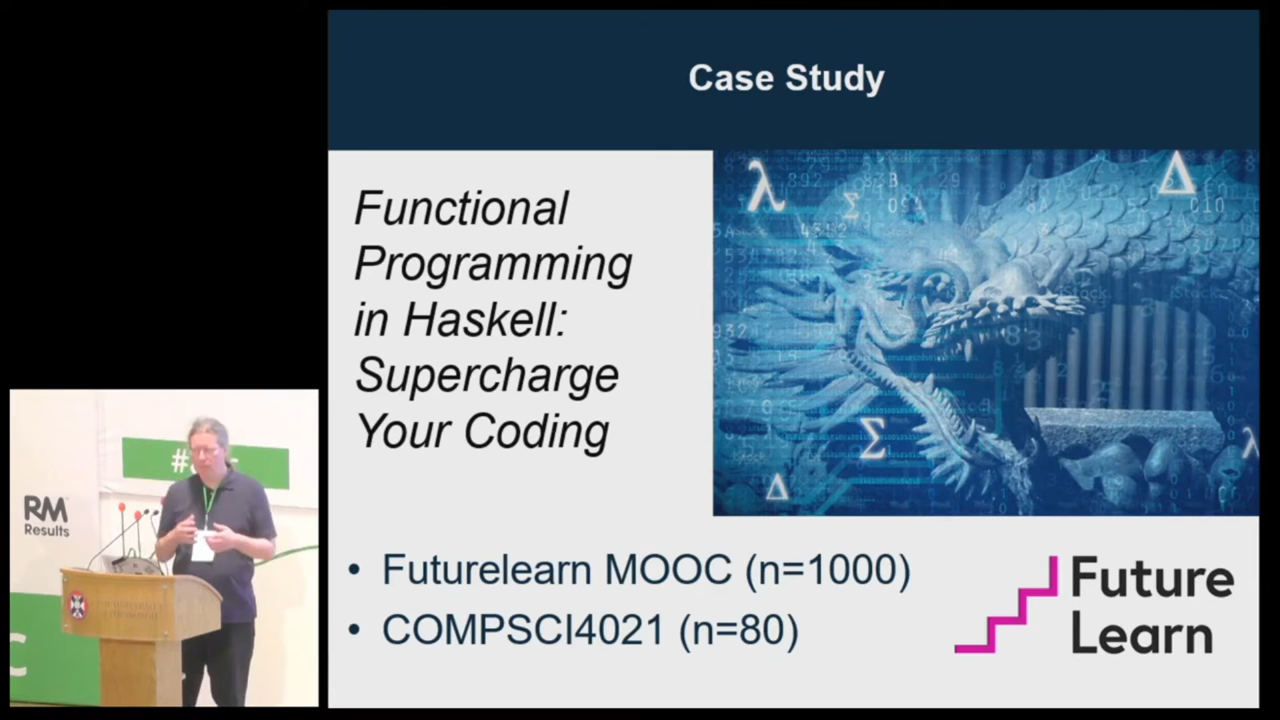 Case Study
Functional
Programming
in Haskell:
Supercharge
Your Coding
• Futurelearn MOOC (n=1000)
• COMPSCI4021 (n=80)
Future
Learn
RM
Results
λ
Σ
Δ
Σ
Δ
λ